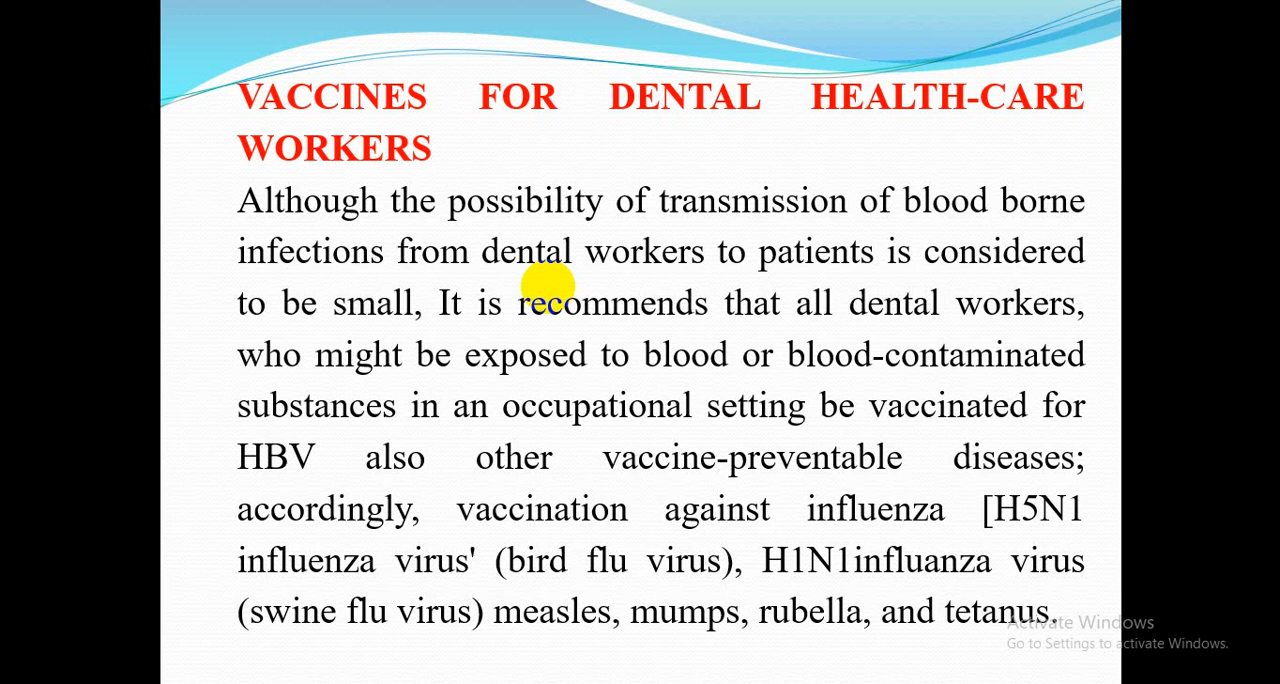 VACCINES FOR DENTAL HEALTH-CARE
WORKERS
Although the possibility of transmission of blood borne
infections from dental workers to patients is considered
to be small, It is recommends that all dental workers,
who might be exposed to blood or blood-contaminated
substances in an occupational setting be vaccinated for
HBV also other vaccine-preventable diseases;
accordingly, vaccination against influenza [H5N1
influenza virus' (bird flu virus), H1N1influanza virus
(swine flu virus) measles, mumps, rubella, and tetanus.
Activate Windows
Go to Settings to activate Windows.